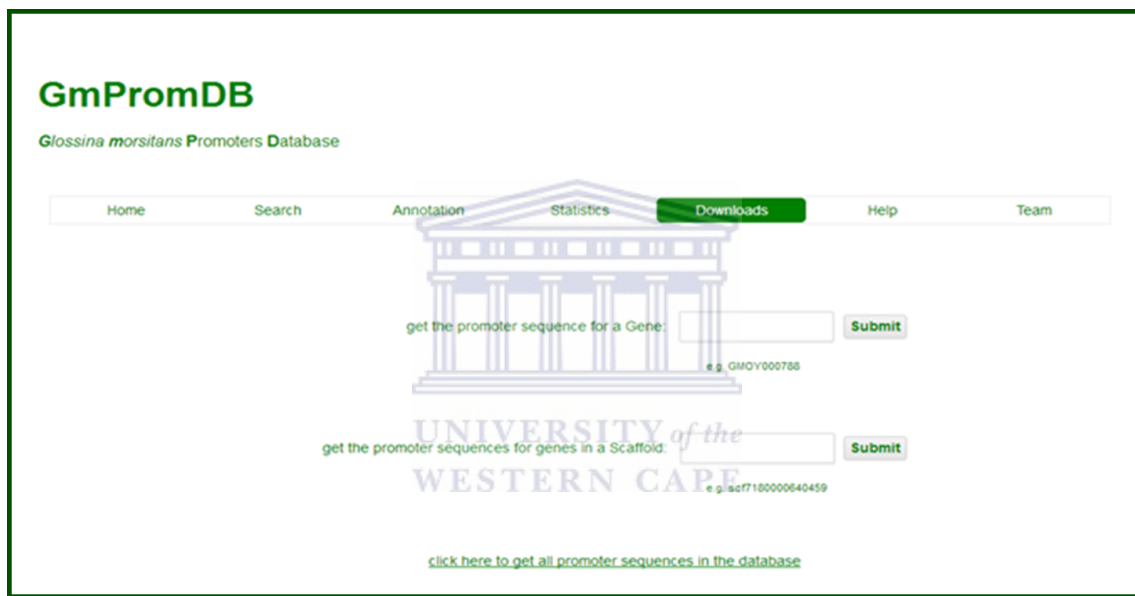 GmPromDB
Glossina morsitans Promoters Database
Home Search Annotation Statistics Downloads Help Team
get the promoter sequence for a Gene: Submit
e.g. GMOY000788
UNIVERSITY of the
get the promoter sequences for genes in a Scaffold: Submit
WESTERN CAPE
e.g. scf7180000640459
click here to get all promoter sequences in the database